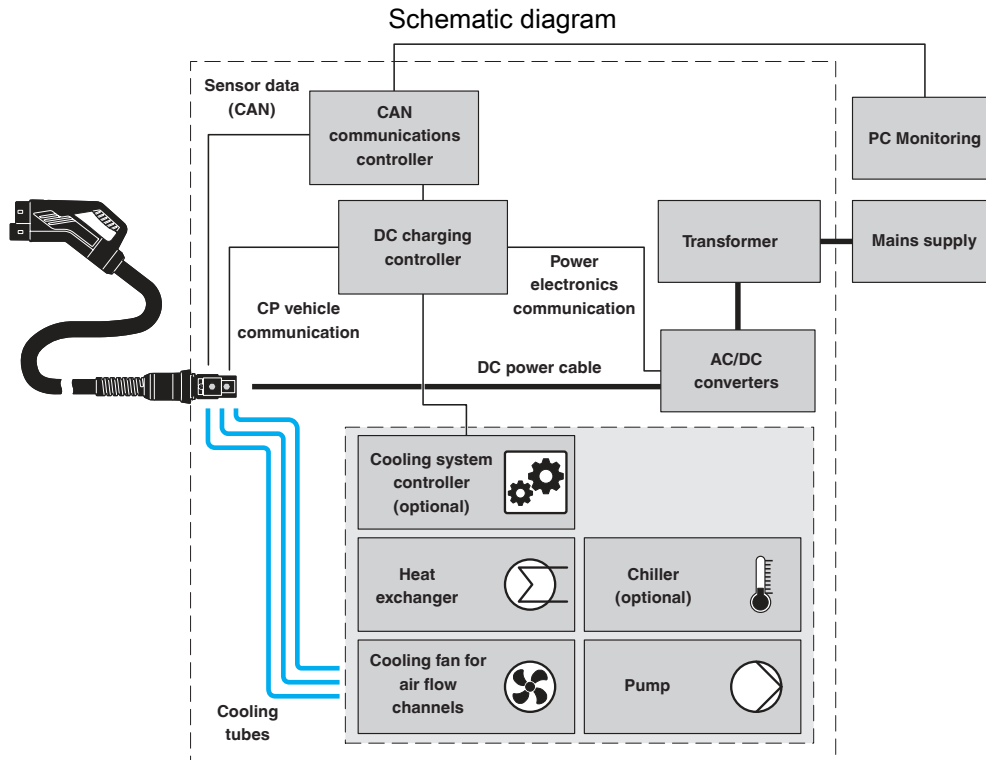 Schematic diagram
Sensor data
(CAN)
CAN
communications
controller
PC Monitoring
DC charging
controller
Transformer
Mains supply
Power
electronics
communication
CP vehicle
communication
DC power cable
AC/DC
converters
Cooling system
controller
(optional)
Heat
exchanger
Chiller
(optional)
Cooling fan for
air flow
channels
Pump
Cooling
tubes